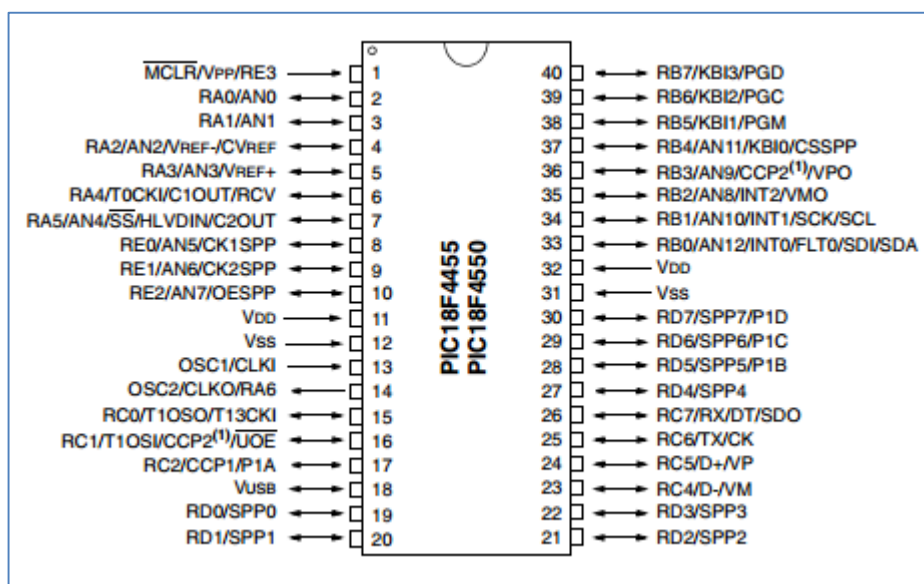 MCLR/VPP/RE3 1
RA0/AN0 2
RA1/AN1 3
RA2/AN2/VREF-/CVREF 4
RA3/AN3/VREF+ 5
RA4/T0CKI/C1OUT/RCV 6
RA5/AN4/SS/HLVDIN/C2OUT 7
RE0/AN5/CK1SPP 8
RE1/AN6/CK2SPP 9
RE2/AN7/OESPP 10
VDD 11
VSS 12
OSC1/CLKI 13
OSC2/CLKO/RA6 14
RC0/T1OSO/T13CKI 15
RC1/T1OSI/CCP2(1)/UOE 16
RC2/CCP1/P1A 17
VUSB 18
RD0/SPP0 19
RD1/SPP1 20
PIC18F4455
PIC18F4550
40 RB7/KBI3/PGD
39 RB6/KBI2/PGC
38 RB5/KBI1/PGM
37 RB4/AN11/KBI0/CSSPP
36 RB3/AN9/CCP2(1)/VPO
35 RB2/AN8/INT2/VMO
34 RB1/AN10/INT1/SCK/SCL
33 RB0/AN12/INT0/FLT0/SDI/SDA
32 VDD
31 VSS
30 RD7/SPP7/P1D
29 RD6/SPP6/P1C
28 RD5/SPP5/P1B
27 RD4/SPP4
26 RC7/RX/DT/SDO
25 RC6/TX/CK
24 RC5/D+/VP
23 RC4/D-/VM
22 RD3/SPP3
21 RD2/SPP2